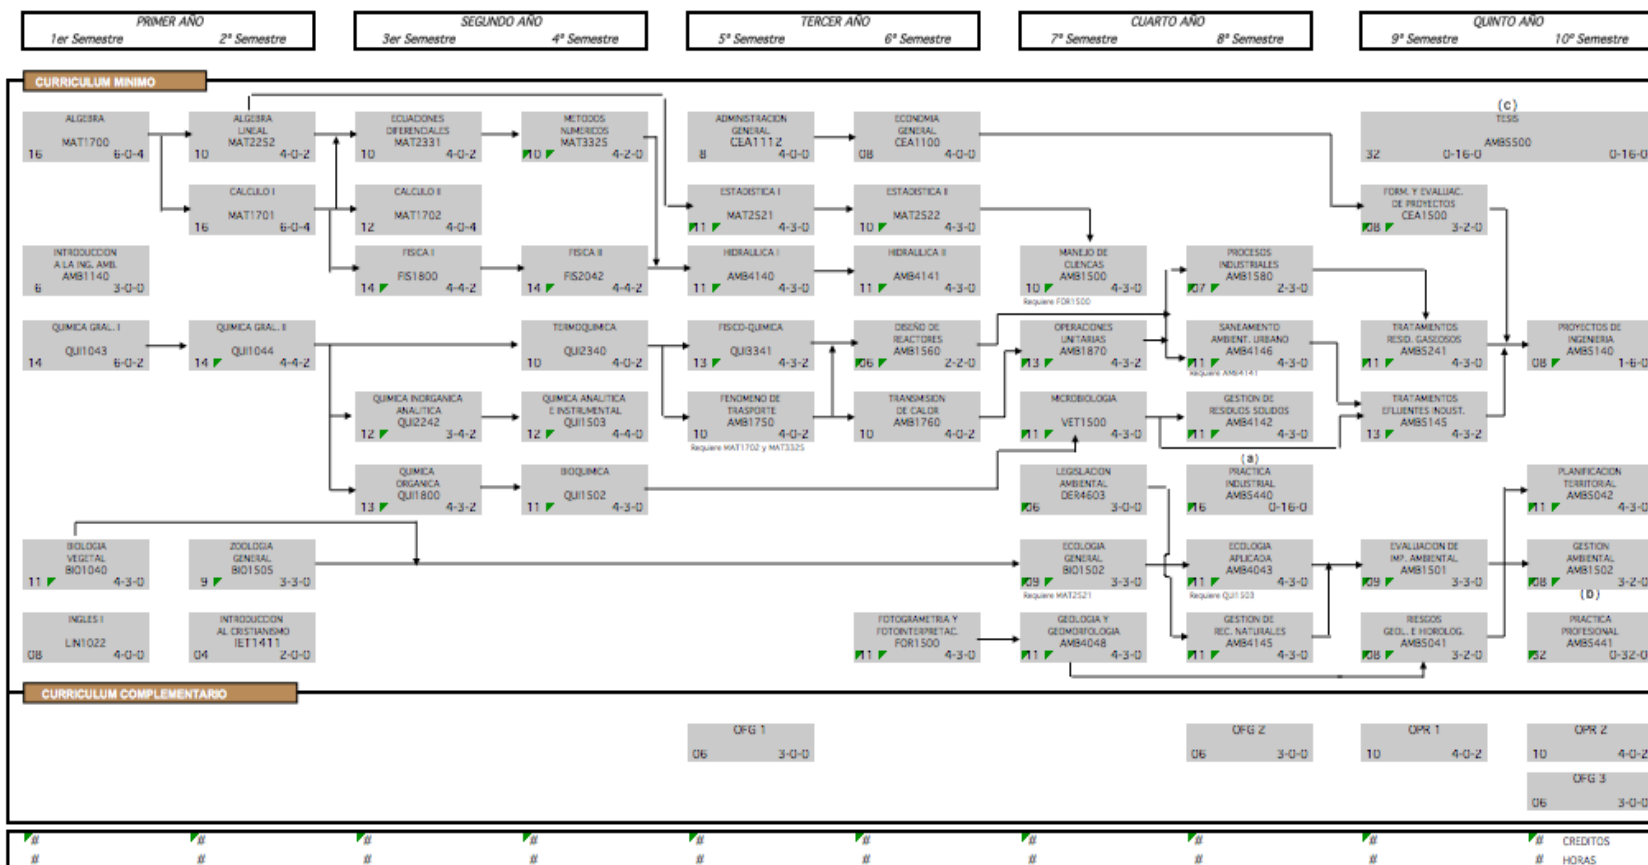 PRIMER AÑO
1er Semestre 2º Semestre
SEGUNDO AÑO
3er Semestre 4º Semestre
TERCER AÑO
5º Semestre 6º Semestre
CUARTO AÑO
7º Semestre 8º Semestre
QUINTO AÑO
9º Semestre 10º Semestre
CURRICULUM MINIMO
ALGEBRA
MAT1700
16 6-0-4
ALGEBRA
LINEAL
MAT2252
10 4-0-2
ECUACIONES
DIFERENCIALES
MAT2331
10 4-0-2
METODOS
NUMERICOS
MAT3325
10 4-2-0
ADMINISTRACION
GENERAL
CEA1112
8 4-0-0
ECONOMIA
GENERAL
CEA1100
08 4-0-0
(c)
TESIS
AMB5500
32 0-16-0 0-16-0
CALCULO I
MAT1701
16 6-0-4
CALCULO II
MAT1702
12 4-0-4
ESTADISTICA I
MAT2521
11 4-3-0
ESTADISTICA II
MAT2522
10 4-3-0
FORM. Y EVALUAC.
DE PROYECTOS
CEA1500
08 3-2-0
INTRODUCCION
A LA ING. AMB.
AMB1140
6 3-0-0
FISICA I
FIS1800
14 4-4-2
FISICA II
FIS2042
14 4-4-2
HIDRAULICA I
AMB4140
11 4-3-0
HIDRAULICA II
AMB4141
11 4-3-0
MANEJO DE
CUENCAS
AMB1500
10 4-3-0
Requiere FOR1500
PROCESOS
INDUSTRIALES
AMB1580
07 2-3-0
QUIMICA GRAL. I
QUI1043
14 6-0-2
QUIMICA GRAL. II
QUI1044
14 4-4-2
TERMOQUIMICA
QUI2340
10 4-0-2
FISICO-QUIMICA
QUI3341
13 4-3-2
DISEÑO DE
REACTORES
AMB1560
06 2-2-0
OPERACIONES
UNITARIAS
AMB1870
13 4-3-2
SANEAMIENTO
AMBIENT. URBANO
AMB4146
11 4-3-0
Requiere AMB4141
TRATAMIENTOS
RESID. GASEOSOS
AMB5241
11 4-3-0
PROYECTOS DE
INGENIERIA
AMB5140
08 1-6-0
QUIMICA INORGANICA
ANALITICA
QUI2242
12 3-4-2
QUIMICA ANALITICA
E INSTRUMENTAL
QUI1503
12 4-4-0
FENOMENO DE
TRASPORTE
AMB1750
10 4-0-2
Requiere MAT1702 y MAT3325
TRANSMISION
DE CALOR
AMB1760
10 4-0-2
MICROBIOLOGIA
VET1500
11 4-3-0
GESTION DE
RESIDUOS SOLIDOS
AMB4142
11 4-3-0
TRATAMIENTOS
EFLUENTES INDUST.
AMB5145
13 4-3-2
QUIMICA
ORGANICA
QUI1800
13 4-3-2
BIOQUIMICA
QUI1502
11 4-3-0
LEGISLACION
AMBIENTAL
DER4603
06 3-0-0
(a)
PRACTICA
INDUSTRIAL
AMB5440
16 0-16-0
PLANIFICACION
TERRITORIAL
AMB5042
11 4-3-0
BIOLOGIA
VEGETAL
BIO1040
11 4-3-0
ZOOLOGIA
GENERAL
BIO1505
9 3-3-0
ECOLOGIA
GENERAL
BIO1502
09 3-3-0
Requiere MAT2521
ECOLOGIA
APLICADA
AMB4043
11 4-3-0
Requiere QUI1503
EVALUACION DE
IMP. AMBIENTAL
AMB1501
09 3-3-0
GESTION
AMBIENTAL
AMB1502
08 3-2-0
INGLES I
LIN1022
08 4-0-0
INTRODUCCION
AL CRISTIANISMO
IET1411
04 2-0-0
FOTOGRAMETRIA Y
FOTOINTERPRETAC.
FOR1500
11 4-3-0
GEOLOGIA Y
GEOMORFOLOGIA
AMB4048
11 4-3-0
GESTION DE
REC. NATURALES
AMB4145
11 4-3-0
RIESGOS
GEOL. E HIDROLOG.
AMB5041
08 3-2-0
(b)
PRACTICA
PROFESIONAL
AMB5441
32 0-32-0
CURRICULUM COMPLEMENTARIO
OFG 1
06 3-0-0
OFG 2
06 3-0-0
OPR 1
10 4-0-2
OPR 2
10 4-0-2
OFG 3
06 3-0-0
# # # # # # # # # # CREDITOS
# # # # # # # # # # HORAS